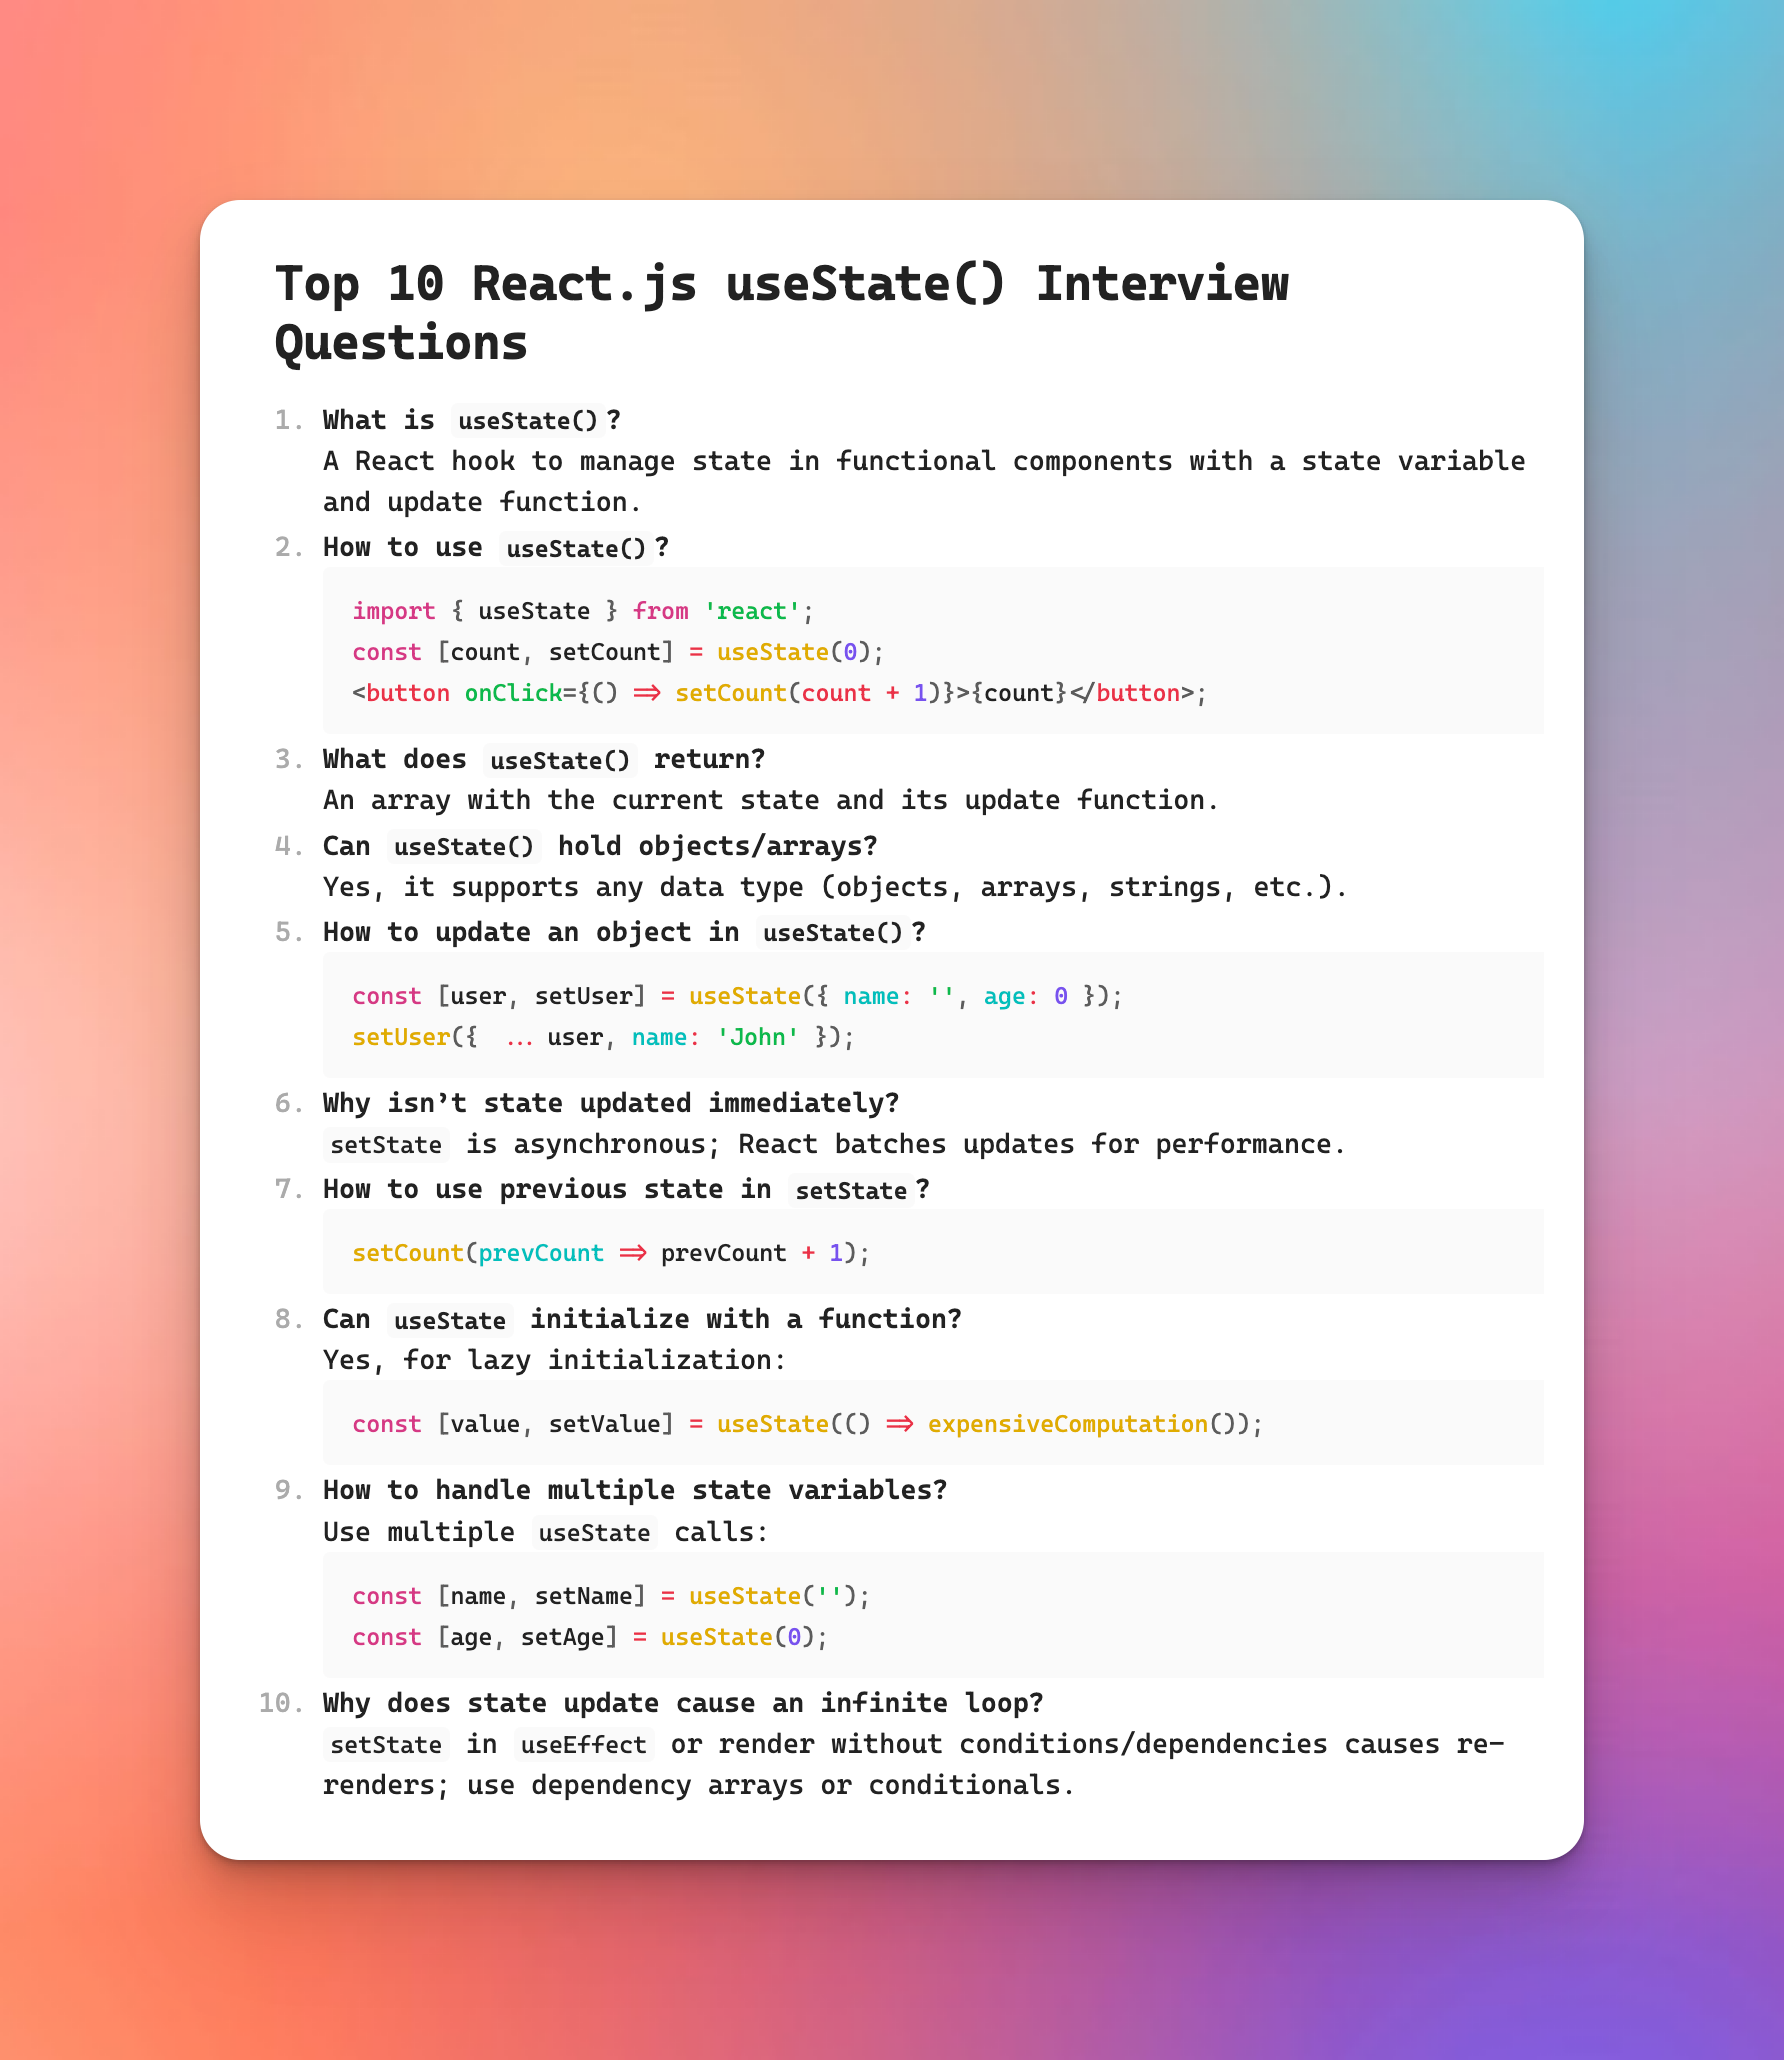 Top 10 React.js useState() Interview
Questions
1. What is useState()?
A React hook to manage state in functional components with a state variable
and update function.
2. How to use useState()?
import { useState } from 'react';
const [count, setCount] = useState(0);
<button onClick={() => setCount(count + 1)}>{count}</button>;
3. What does useState() return?
An array with the current state and its update function.
4. Can useState() hold objects/arrays?
Yes, it supports any data type (objects, arrays, strings, etc.).
5. How to update an object in useState()?
const [user, setUser] = useState({ name: '', age: 0 });
setUser({ ...user, name: 'John' });
6. Why isn’t state updated immediately?
setState is asynchronous; React batches updates for performance.
7. How to use previous state in setState?
setCount(prevCount => prevCount + 1);
8. Can useState initialize with a function?
Yes, for lazy initialization:
const [value, setValue] = useState(() => expensiveComputation());
9. How to handle multiple state variables?
Use multiple useState calls:
const [name, setName] = useState('');
const [age, setAge] = useState(0);
10. Why does state update cause an infinite loop?
setState in useEffect or render without conditions/dependencies causes re-
renders; use dependency arrays or conditionals.